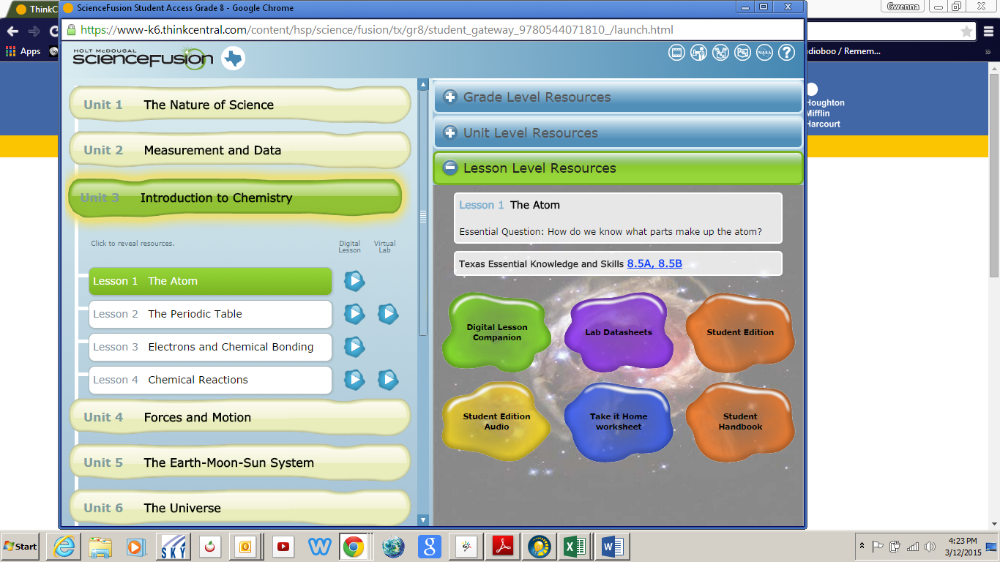 ThinkC
ScienceFusion Student Access Grade 8 - Google Chrome
Gwenna
https://www-k6.thinkcentral.com/content/hsp/science/fusion/tx/gr8/student_gateway_9780544071810_/launch.html
Apps
dioboo / Remem...
HOLT McDOUGAL
SCIENCEFUSION
NASA
?
Houghton
Mifflin
Harcourt
Unit 1 The Nature of Science
Unit 2 Measurement and Data
Unit 3 Introduction to Chemistry
Click to reveal resources.
Digital Lesson
Virtual Lab
Lesson 1 The Atom
Lesson 2 The Periodic Table
Lesson 3 Electrons and Chemical Bonding
Lesson 4 Chemical Reactions
Unit 4 Forces and Motion
Unit 5 The Earth-Moon-Sun System
Unit 6 The Universe
Grade Level Resources
Unit Level Resources
Lesson Level Resources
Lesson 1 The Atom
Essential Question: How do we know what parts make up the atom?
Texas Essential Knowledge and Skills 8.5A, 8.5B
Digital Lesson
Companion
Lab Datasheets
Student Edition
Student Edition
Audio
Take it Home
worksheet
Student
Handbook
Start
SKY
4:23 PM
3/12/2015